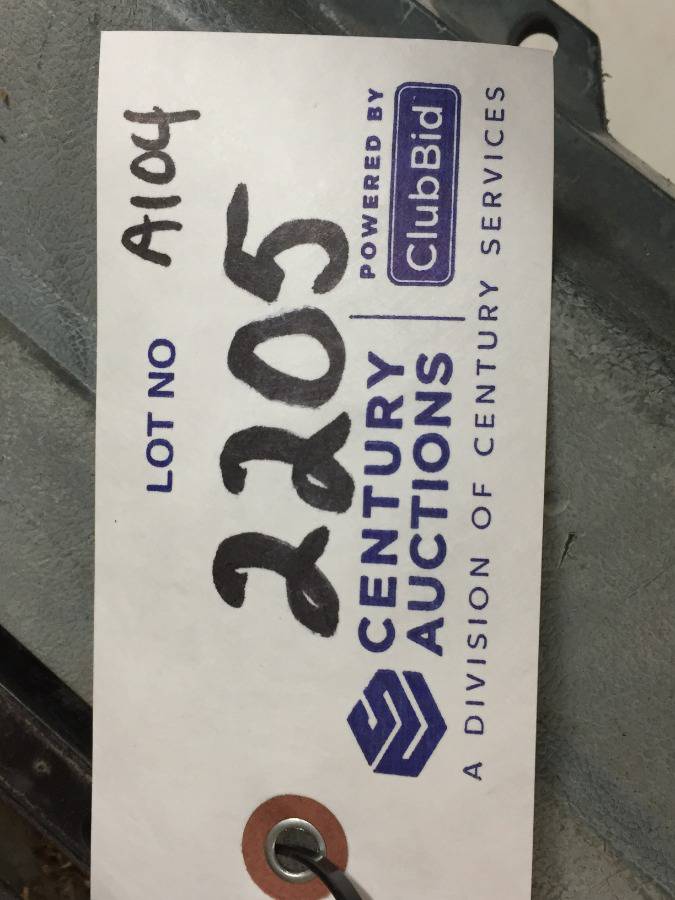 A104
LOT NO
2205
CENTURY AUCTIONS
POWERED BY
ClubBid
A DIVISION OF CENTURY SERVICES